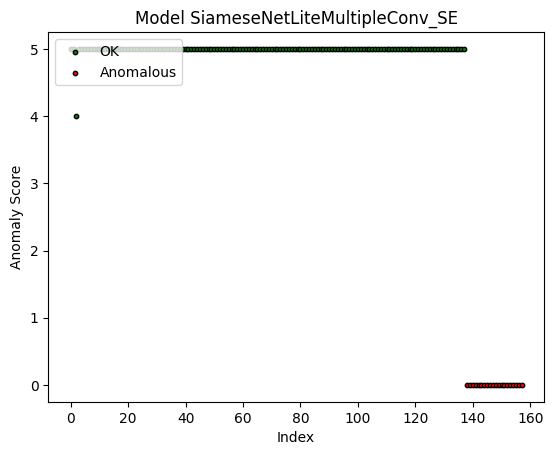 Model SiameseNetLiteMultipleConv_SE
OK
Anomalous
Anomaly Score
5
4
3
2
1
0
0 20 40 60 80 100 120 140 160
Index